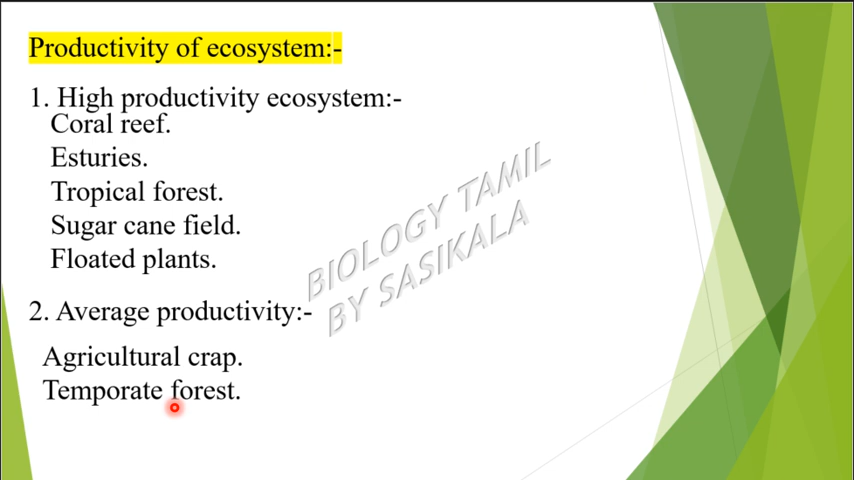 Productivity of ecosystem:-
1. High productivity ecosystem:-
Coral reef.
Esturies.
Tropical forest.
Sugar cane field.
Floated plants.
BIOLOGY TAMIL
BY SASIKALA
2. Average productivity:-
Agricultural crap.
Temporate forest.